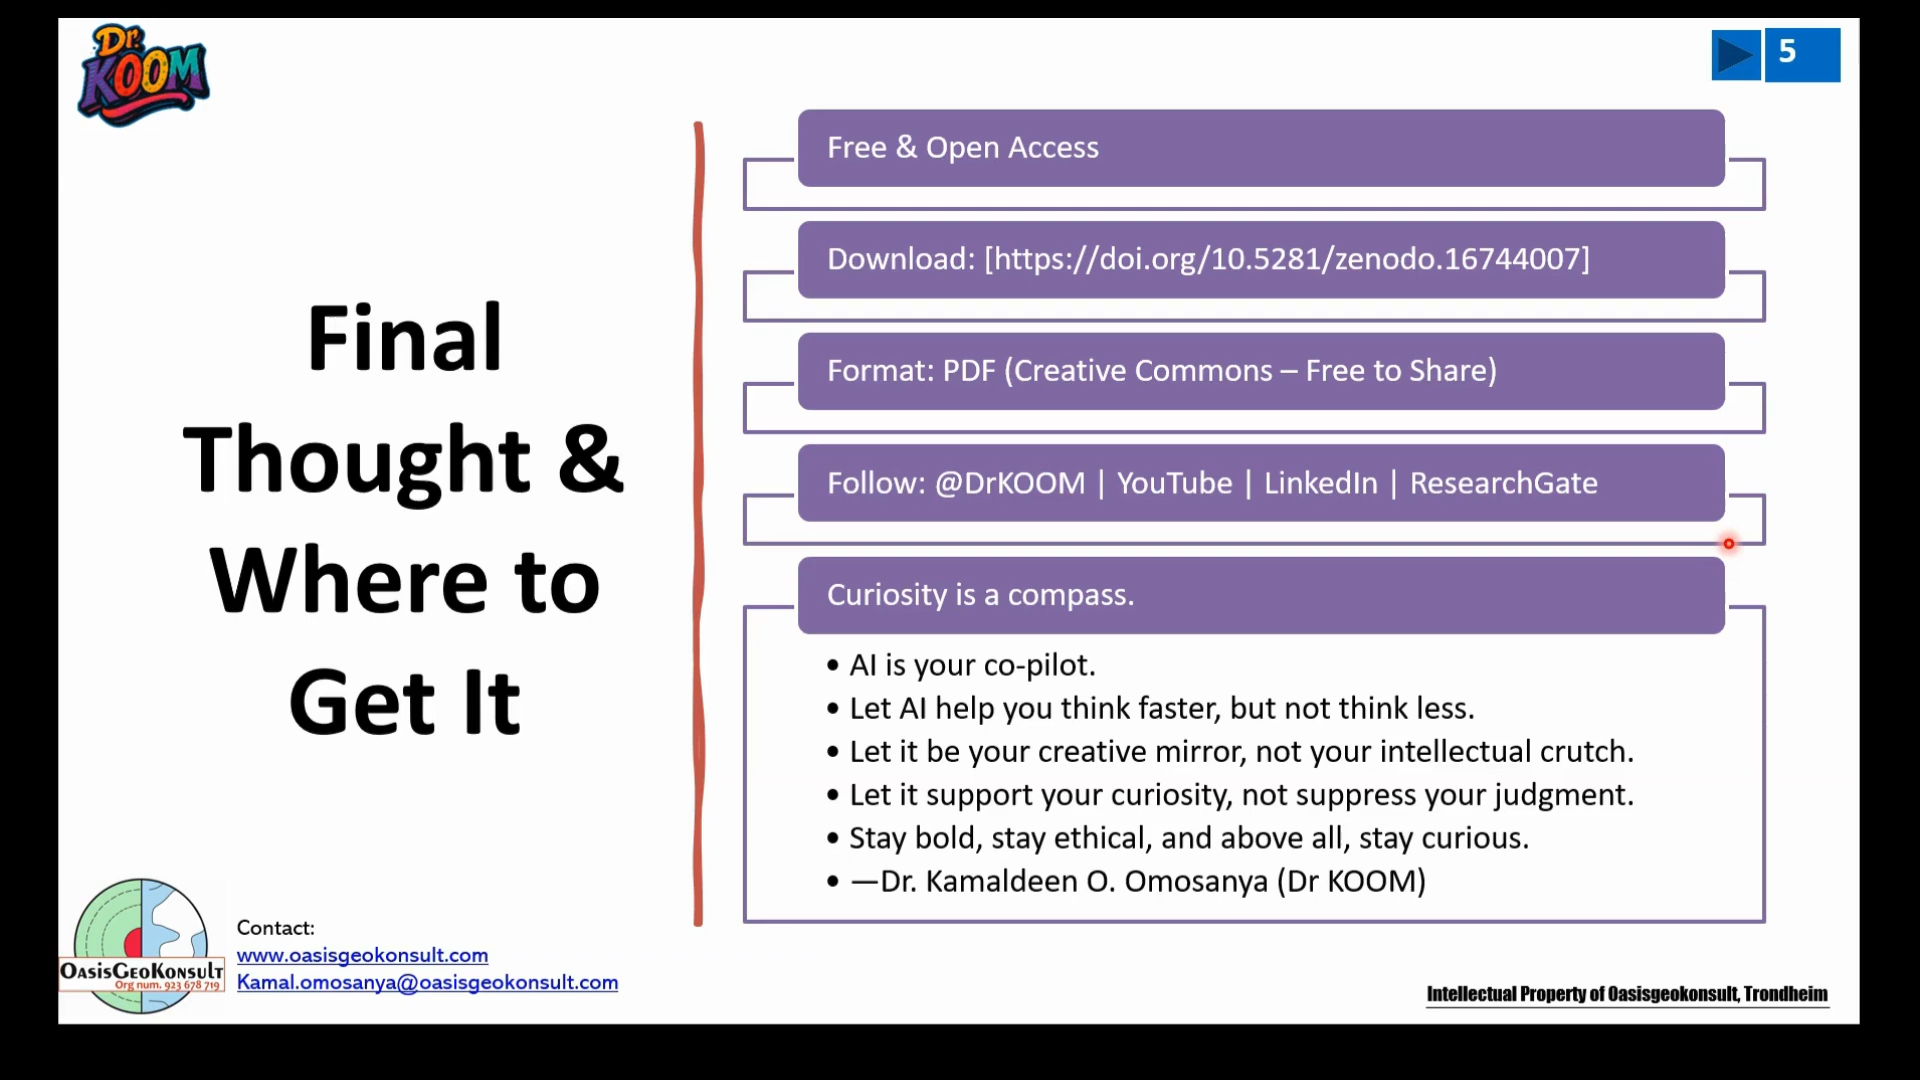 Dr.
KOOM
5
Final
Thought &
Where to
Get It
Free & Open Access
Download: [https://doi.org/10.5281/zenodo.16744007]
Format: PDF (Creative Commons – Free to Share)
Follow: @DrKOOM | YouTube | LinkedIn | ResearchGate
Curiosity is a compass.
• AI is your co-pilot.
• Let AI help you think faster, but not think less.
• Let it be your creative mirror, not your intellectual crutch.
• Let it support your curiosity, not suppress your judgment.
• Stay bold, stay ethical, and above all, stay curious.
• —Dr. Kamaldeen O. Omosanya (Dr KOOM)
OasisGeoKonsult
Org num. 923 678 719
Contact:
www.oasisgeokonsult.com
Kamal.omosanya@oasisgeokonsult.com
Intellectual Property of Oasisgeokonsult, Trondheim